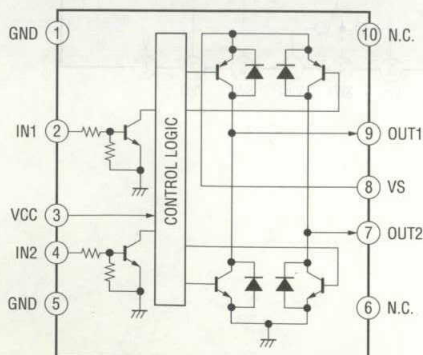 GND 1
IN1 2
VCC 3
IN2 4
GND 5
CONTROL LOGIC
10 N.C.
9 OUT1
8 VS
7 OUT2
6 N.C.